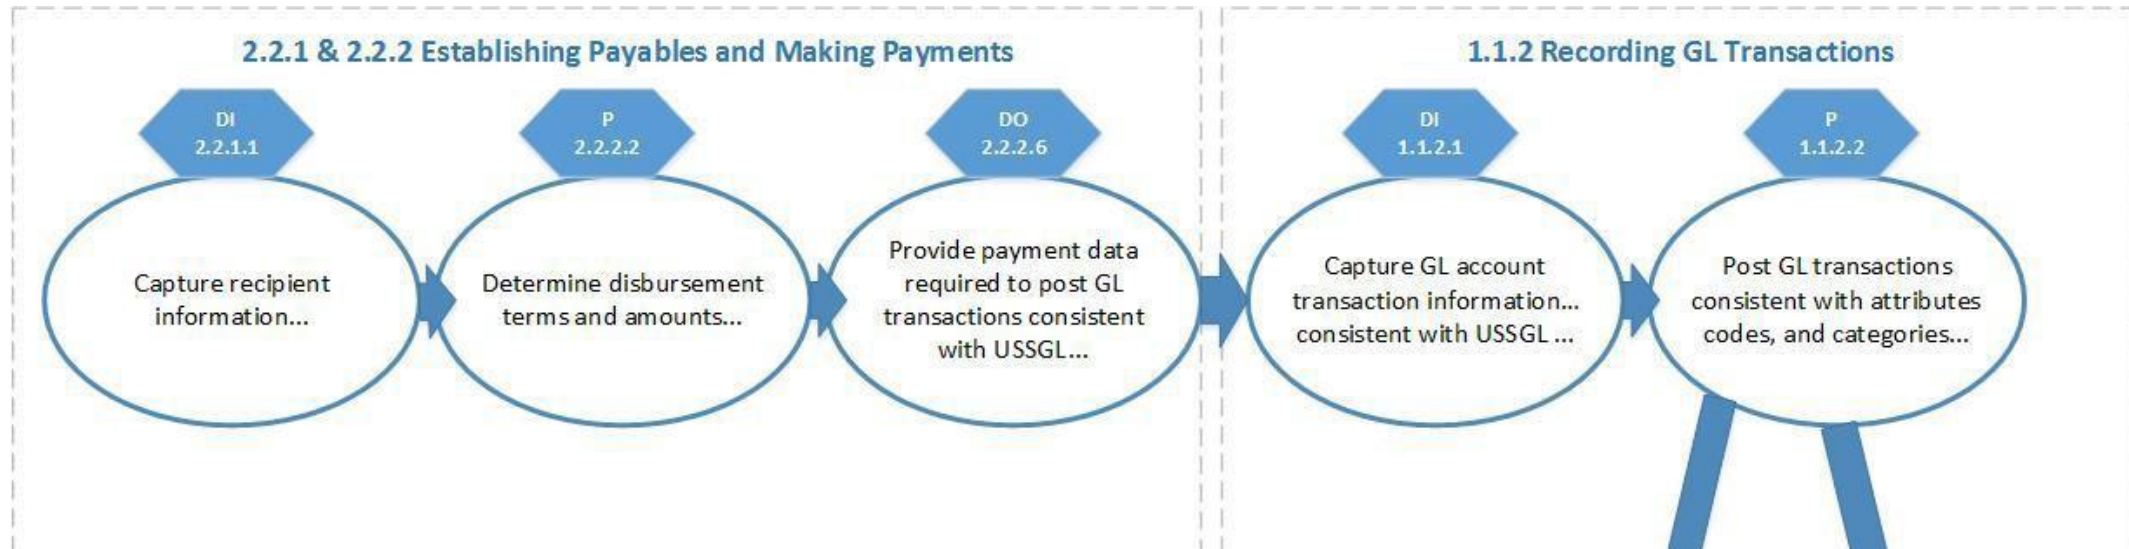 2.2.1 & 2.2.2 Establishing Payables and Making Payments
DI
2.2.1.1
Capture recipient
information...
P
2.2.2.2
Determine disbursement
terms and amounts...
DO
2.2.2.6
Provide payment data
required to post GL
transactions consistent
with USSGL...
1.1.2 Recording GL Transactions
DI
1.1.2.1
Capture GL account
transaction information...
consistent with USSGL ...
P
1.1.2.2
Post GL transactions
consistent with attributes
codes, and categories...